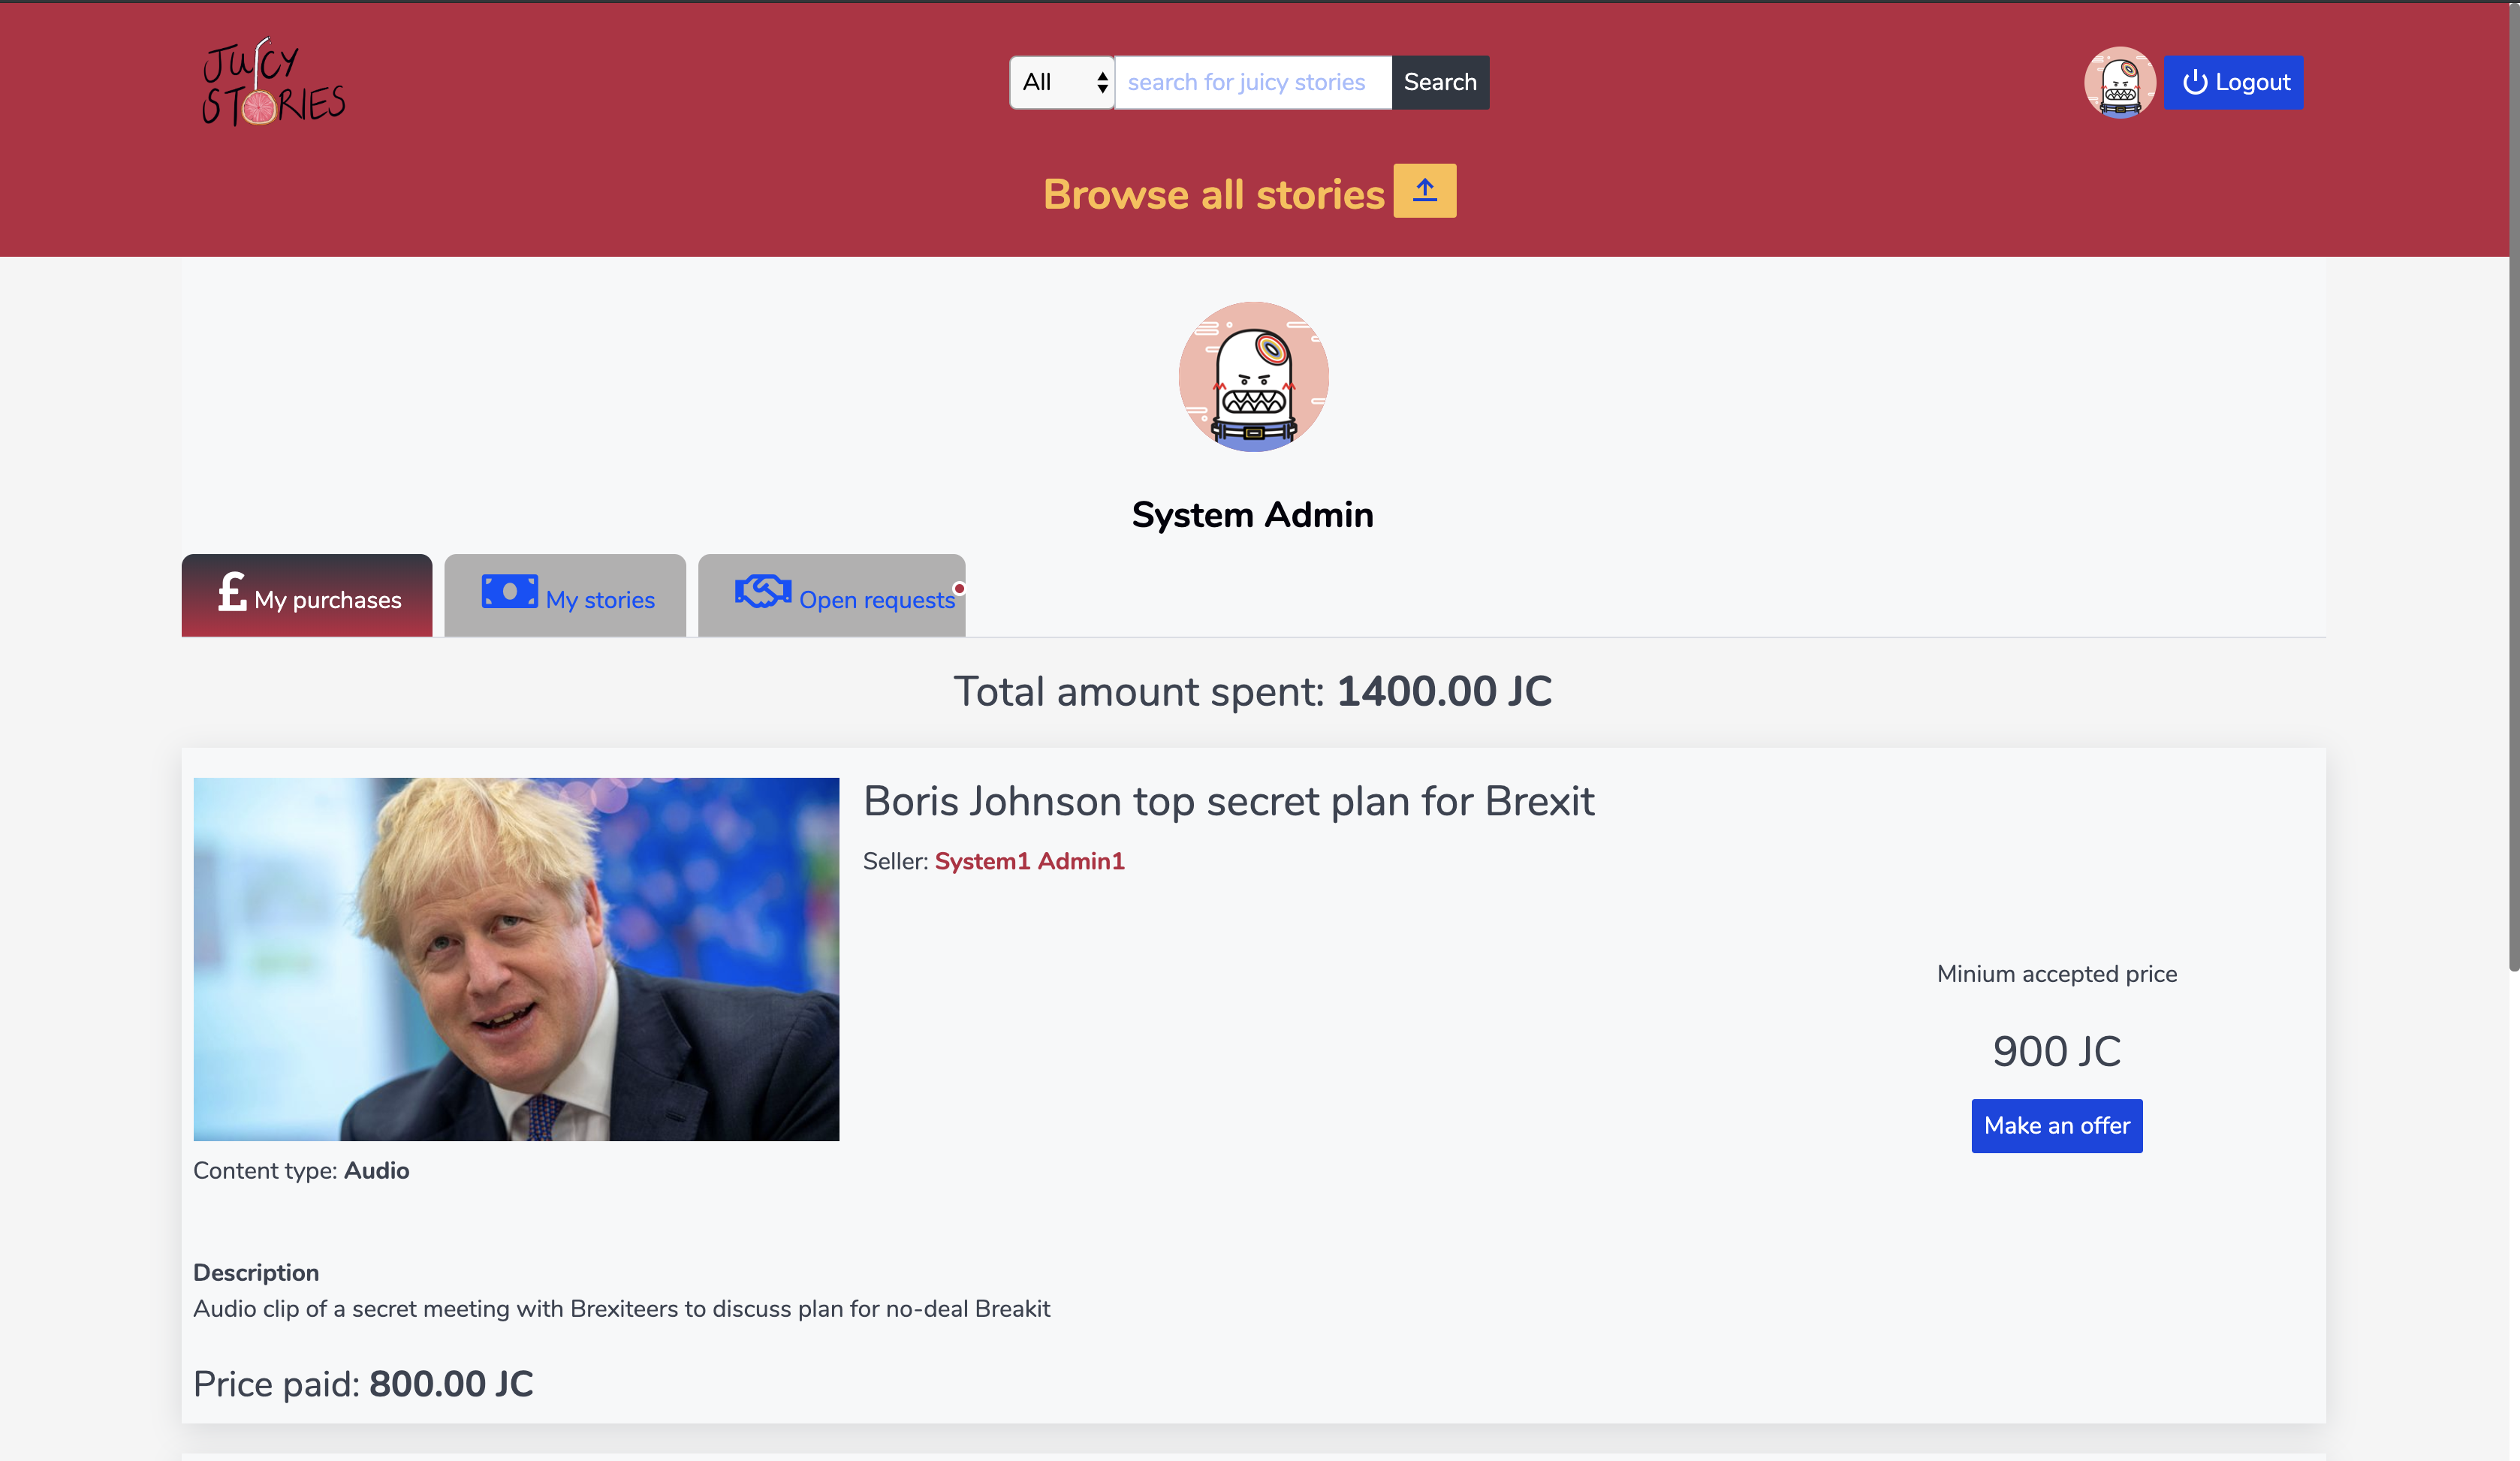 JUICY
STORIES
All
search for juicy stories
Search
Logout
Browse all stories
System Admin
£ My purchases
My stories
Open requests
Total amount spent: 1400.00 JC
Boris Johnson top secret plan for Brexit
Seller: System1 Admin1
Minium accepted price
900 JC
Make an offer
Content type: Audio
Description
Audio clip of a secret meeting with Brexiteers to discuss plan for no-deal Breakit
Price paid: 800.00 JC